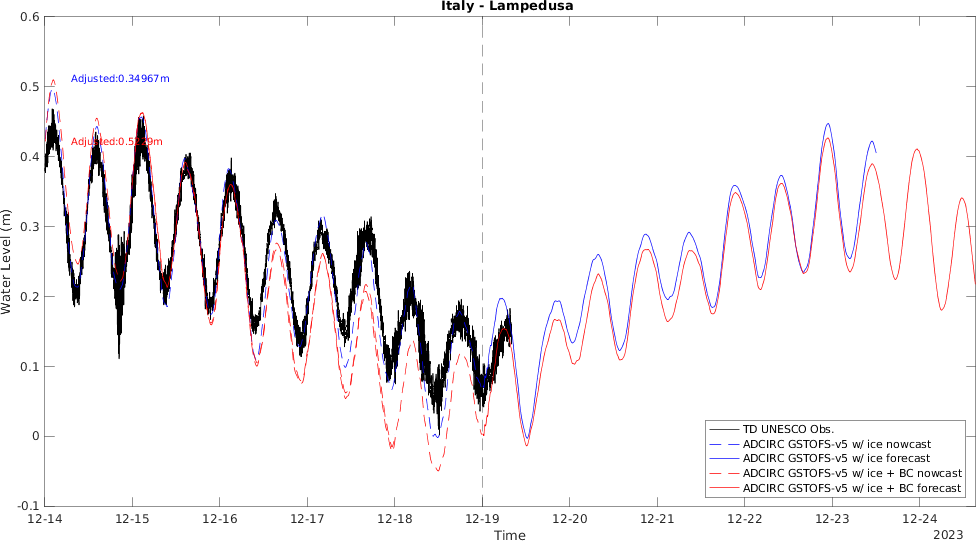 Italy - Lampedusa
0.6
0.5
0.4
0.3
0.2
0.1
0
-0.1
Water Level (m)
Adjusted:0.34967m
TD UNESCO Obs.
ADCIRC GSTOFS-v5 w/ ice nowcast
ADCIRC GSTOFS-v5 w/ ice forecast
ADCIRC GSTOFS-v5 w/ ice + BC nowcast
ADCIRC GSTOFS-v5 w/ ice + BC forecast
12-14 12-15 12-16 12-17 12-18 12-19 12-20 12-21 12-22 12-23 12-24
Time
2023